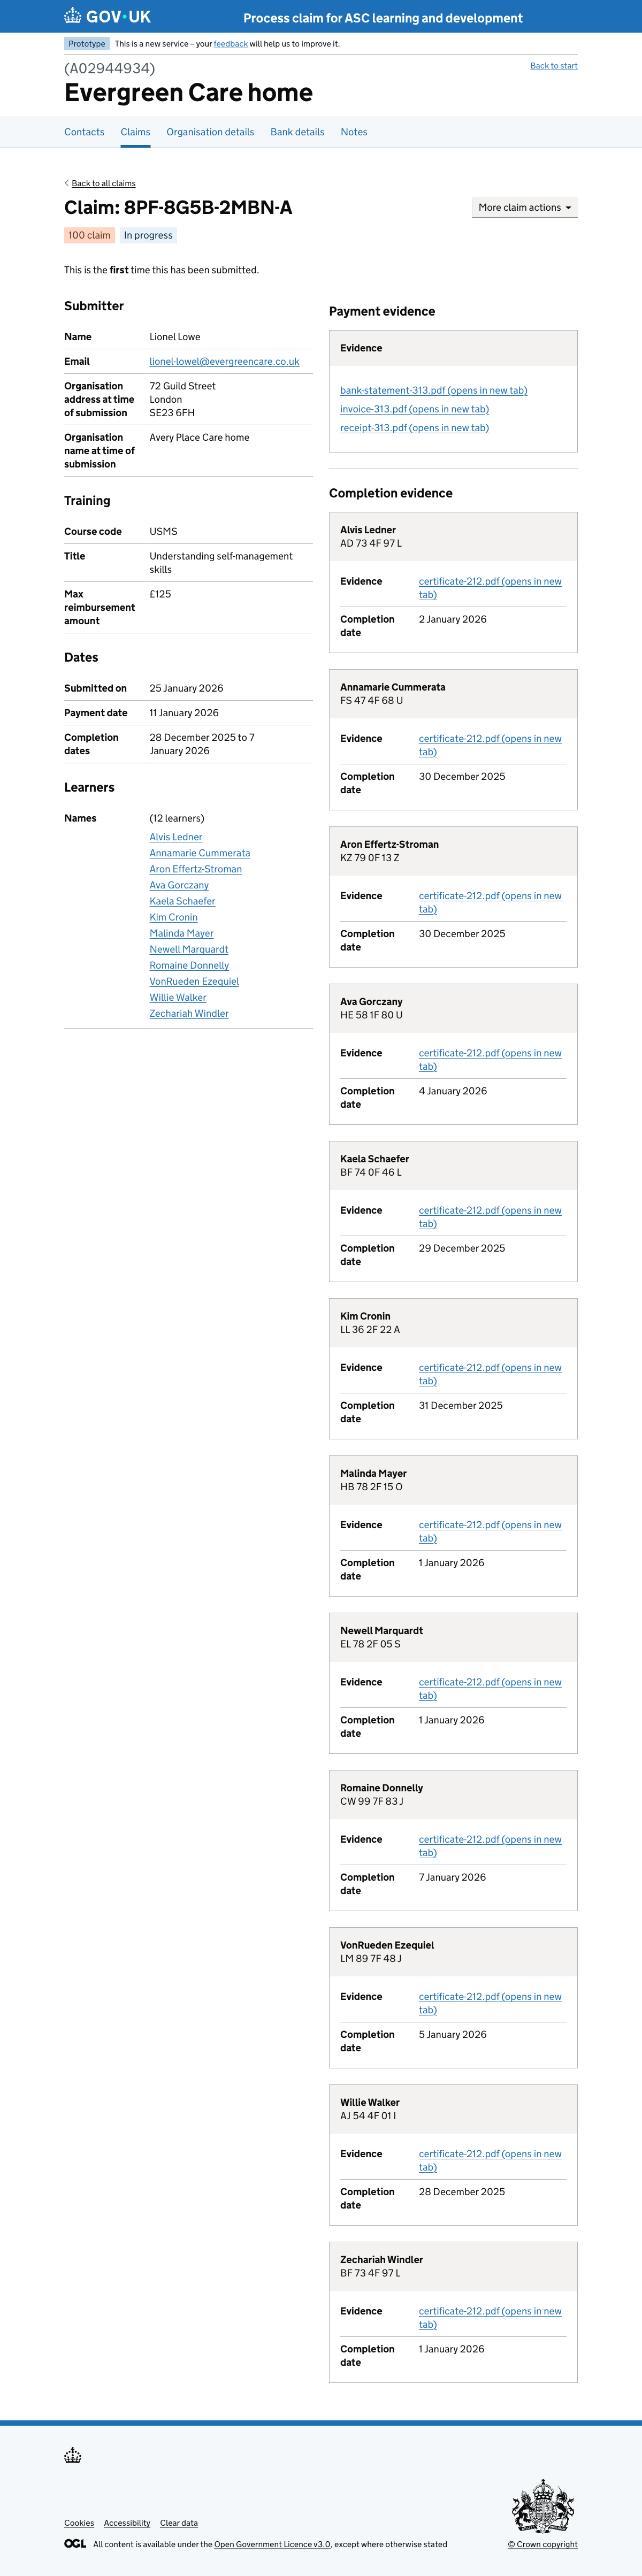 GOV·UK
Process claim for ASC learning and development
Prototype
This is a new service – your feedback will help us to improve it.
(A02944934)
Back to start
Evergreen Care home
Contacts
Claims
Organisation details
Bank details
Notes
Back to all claims
Claim: 8PF-8G5B-2MBN-A
More claim actions
100 claim
In progress
This is the first time this has been submitted.
Submitter
Name
Lionel Lowe
Email
lionel-lowel@evergreencare.co.uk
Organisation
address at time
of submission
72 Guild Street
London
SE23 6FH
Organisation
name at time of
submission
Avery Place Care home
Training
Course code
USMS
Title
Understanding self-management
skills
Max
reimbursement
amount
£125
Dates
Submitted on
25 January 2026
Payment date
11 January 2026
Completion
dates
28 December 2025 to 7
January 2026
Learners
Names
(12 learners)
Alvis Ledner
Annamarie Cummerata
Aron Effertz-Stroman
Ava Gorczany
Kaela Schaefer
Kim Cronin
Malinda Mayer
Newell Marquardt
Romaine Donnelly
VonRueden Ezequiel
Willie Walker
Zechariah Windler
Payment evidence
Evidence
bank-statement-313.pdf (opens in new tab)
invoice-313.pdf (opens in new tab)
receipt-313.pdf (opens in new tab)
Completion evidence
Alvis Ledner
AD 73 4F 97 L
Evidence
certificate-212.pdf (opens in new
tab)
Completion
date
2 January 2026
Annamarie Cummerata
FS 47 4F 68 U
Evidence
certificate-212.pdf (opens in new
tab)
Completion
date
30 December 2025
Aron Effertz-Stroman
KZ 79 0F 13 Z
Evidence
certificate-212.pdf (opens in new
tab)
Completion
date
30 December 2025
Ava Gorczany
HE 58 1F 80 U
Evidence
certificate-212.pdf (opens in new
tab)
Completion
date
4 January 2026
Kaela Schaefer
BF 74 0F 46 L
Evidence
certificate-212.pdf (opens in new
tab)
Completion
date
29 December 2025
Kim Cronin
LL 36 2F 22 A
Evidence
certificate-212.pdf (opens in new
tab)
Completion
date
31 December 2025
Malinda Mayer
HB 78 2F 15 O
Evidence
certificate-212.pdf (opens in new
tab)
Completion
date
1 January 2026
Newell Marquardt
EL 78 2F 05 S
Evidence
certificate-212.pdf (opens in new
tab)
Completion
date
1 January 2026
Romaine Donnelly
CW 99 7F 83 J
Evidence
certificate-212.pdf (opens in new
tab)
Completion
date
7 January 2026
VonRueden Ezequiel
LM 89 7F 48 J
Evidence
certificate-212.pdf (opens in new
tab)
Completion
date
5 January 2026
Willie Walker
AJ 54 4F 01 I
Evidence
certificate-212.pdf (opens in new
tab)
Completion
date
28 December 2025
Zechariah Windler
BF 73 4F 97 L
Evidence
certificate-212.pdf (opens in new
tab)
Completion
date
1 January 2026
Cookies
Accessibility
Clear data
OGL
All content is available under the Open Government Licence v3.0, except where otherwise stated
© Crown copyright